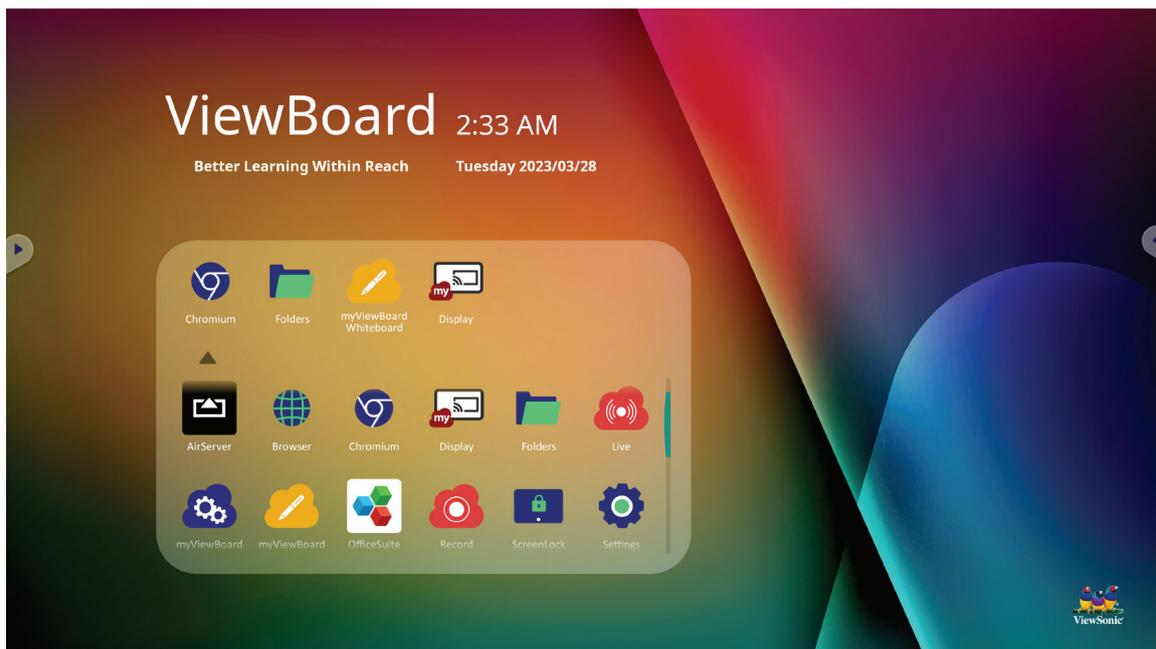 ViewBoard 2:33 AM
Better Learning Within Reach Tuesday 2023/03/28
Chromium Folders myViewBoard Display
Whiteboard
my
AirServer Browser Chromium Display Folders Live
my
myViewBoard myViewBoard OfficeSuite Record ScreenLock Settings
ViewSonic